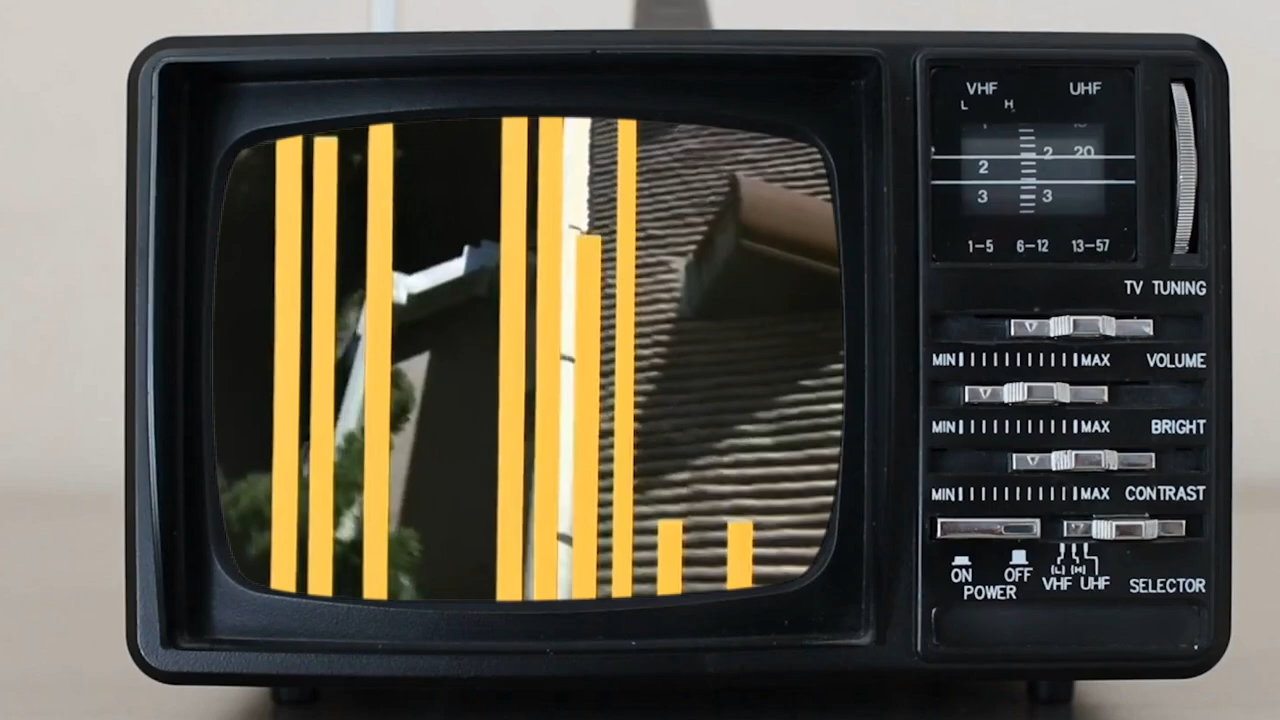 VHF UHF
L H
2 20
2
3 3
1-5 6-12 13-57
TV TUNING
MIN MAX VOLUME
MIN MAX BRIGHT
MIN MAX CONTRAST
ON OFF
POWER
(L) (H)
VHF UHF
SELECTOR